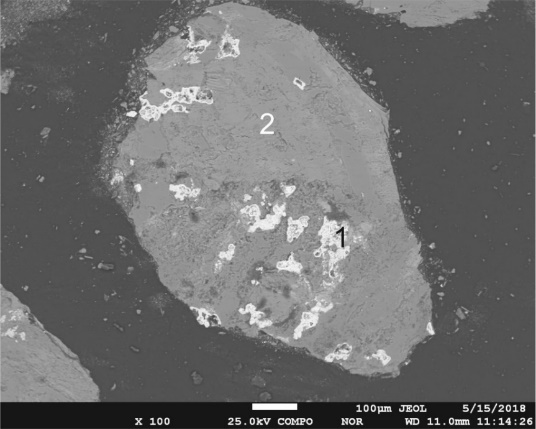 2
1
100μm JEOL 5/15/2018
X 100 25.0kV COMPO NOR WD 11.0mm 11:14:26